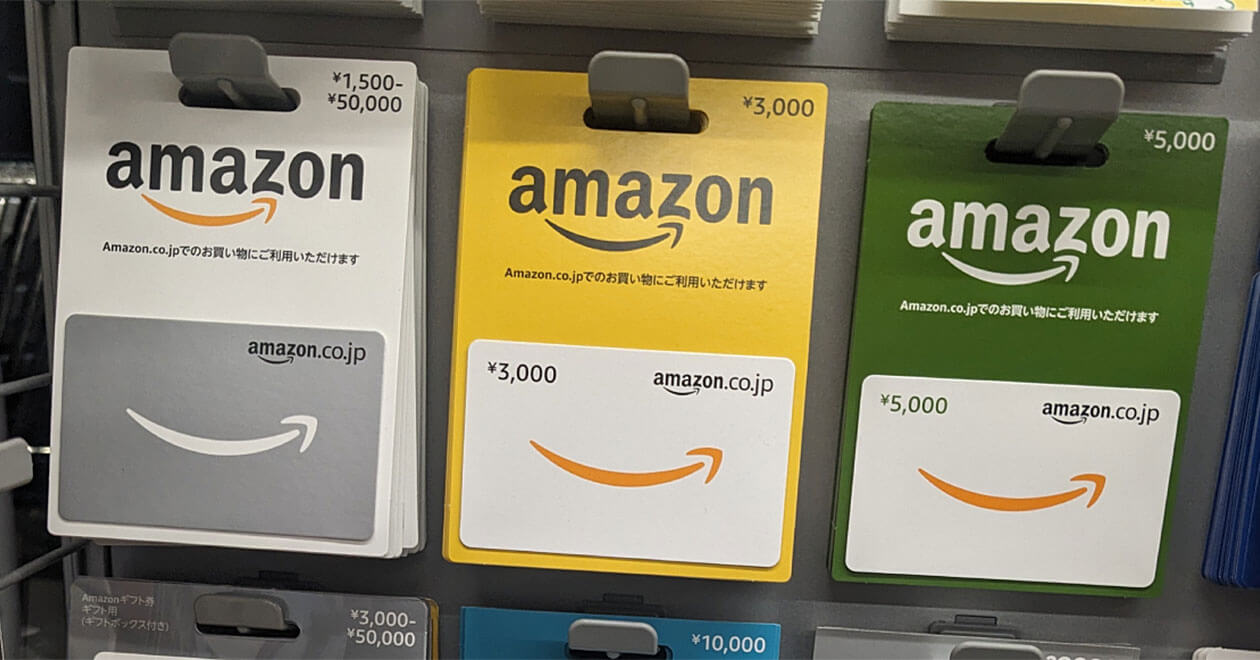 ¥1,500-
¥50,000
amazon
Amazon.co.jpでのお買い物にご利用いただけます
amazon.co.jp
¥3,000
amazon
Amazon.co.jpでのお買い物にご利用いただけます
¥3,000
amazon.co.jp
¥5,000
amazon
Amazon.co.jpでのお買い物にご利用いただけます
¥5,000
amazon.co.jp
Amazonギフト券
ギフト用
(ギフトボックス付き)
¥3,000-
¥50,000
¥10,000